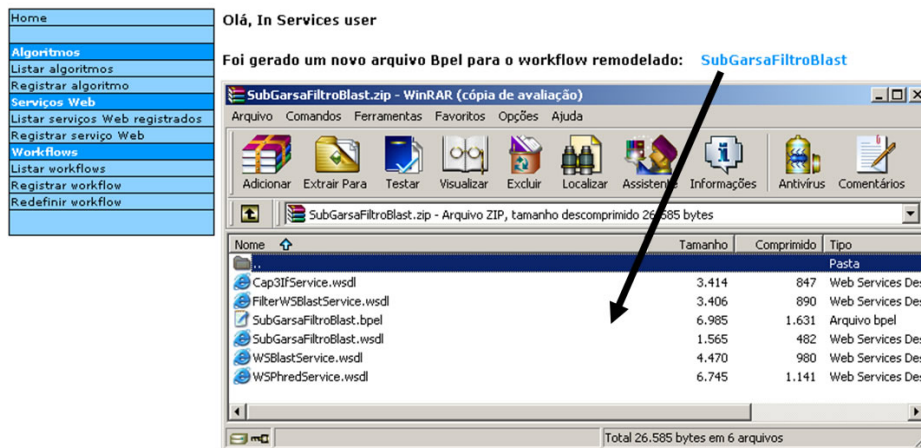 Home
Algoritmos
Listar algoritmos
Registrar algoritmo
Serviços Web
Listar serviços Web registrados
Registrar serviço Web
Workflows
Listar workflows
Registrar workflow
Redefinir workflow
Olá, In Services user
Foi gerado um novo arquivo Bpel para o workflow remodelado: SubGarsaFiltroBlast
SubGarsaFiltroBlast.zip - WinRAR (cópia de avaliação)
Arquivo Comandos Ferramentas Favoritos Opções Ajuda
Adicionar Extrair Para Testar Visualizar Excluir Localizar Assistente Informações Antivírus Comentários
SubGarsaFiltroBlast.zip - Arquivo ZIP, tamanho descomprimido 26.585 bytes
Nome Tamanho Comprimido Tipo
.. Pasta
Cap3IfService.wsdl 3.414 847 Web Services Des
FilterWSBlastService.wsdl 3.406 890 Web Services Des
SubGarsaFiltroBlast.bpel 6.985 1.631 Arquivo bpel
SubGarsaFiltroBlast.wsdl 1.565 482 Web Services Des
WSBlastService.wsdl 4.470 980 Web Services Des
WSPhredService.wsdl 6.745 1.141 Web Services Des
Total 26.585 bytes em 6 arquivos